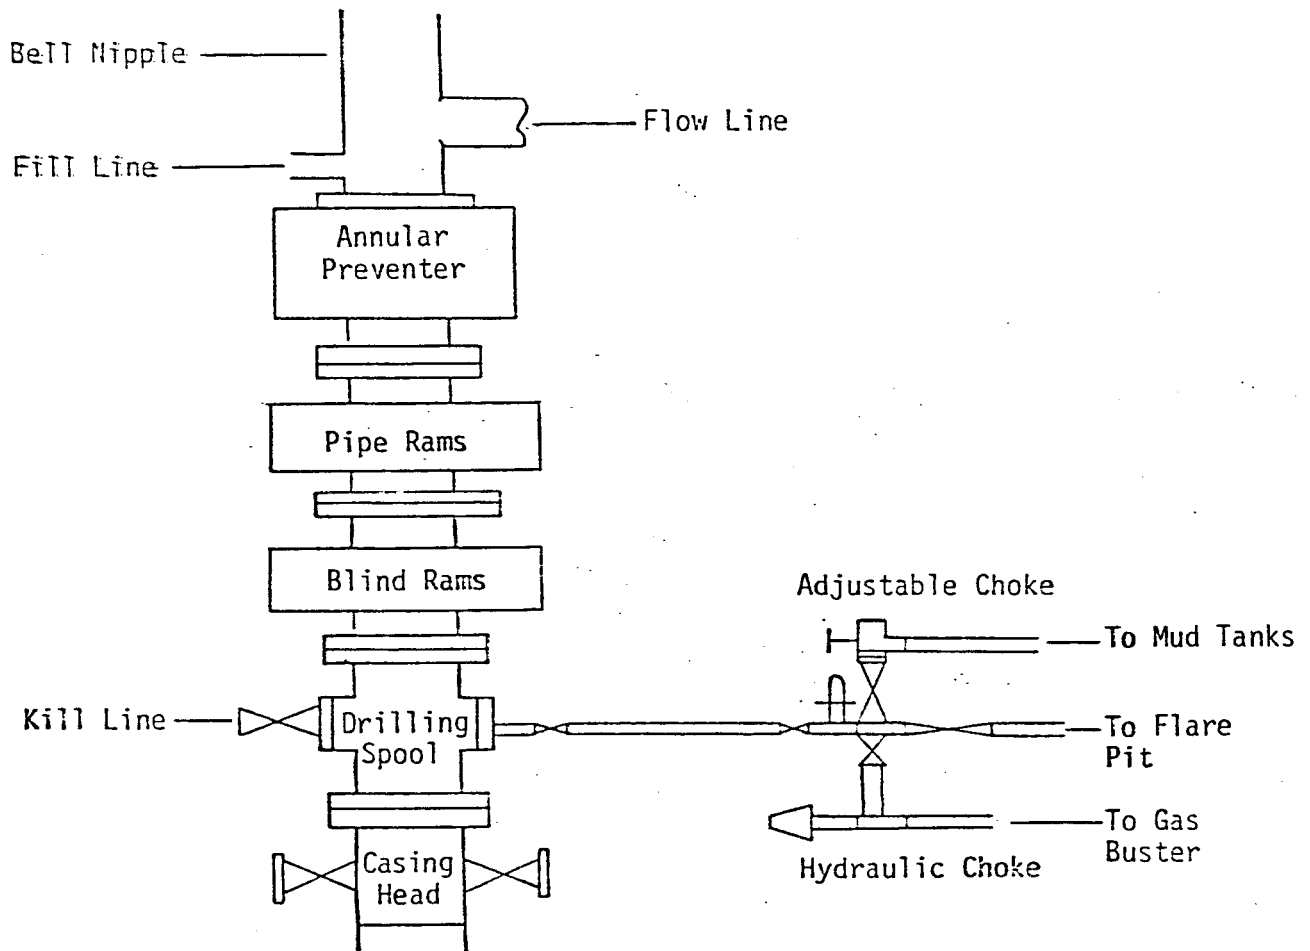 Bell Nipple
Flow Line
Fill Line
Annular
Preventer
Pipe Rams
Blind Rams
Adjustable Choke
To Mud Tanks
Kill Line
Drilling
Spool
To Flare
Pit
To Gas
Buster
Hydraulic Choke
Casing
Head